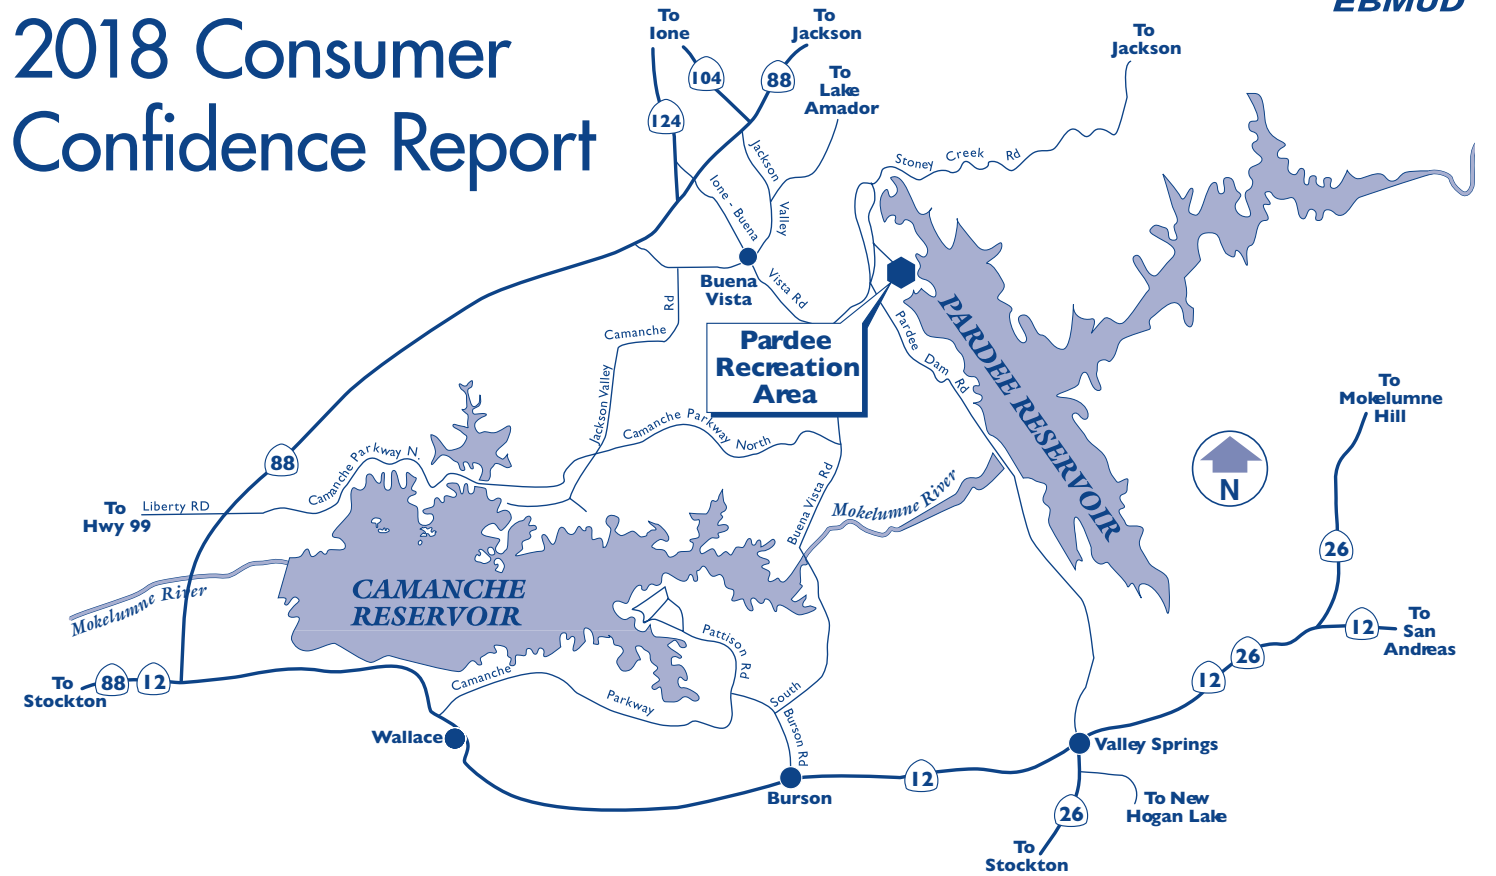 EBMUD
2018 Consumer
Confidence Report
To
Ione
To
Jackson
To
Jackson
To
Lake
Amador
104
88
124
Stoney Creek Rd
Jackson
Valley
Ione - Buena
Vista Rd
Buena
Vista
Rd
Camanche
Jackson Valley
Pardee
Recreation
Area
Pardee Dam Rd
PARDEE RESERVOIR
To
Mokelumne
Hill
N
Camanche Parkway North
Camanche Parkway N.
88
To
Hwy 99
Liberty RD
Buena Vista Rd
Mokelumne River
26
CAMANCHE
RESERVOIR
Mokelumne River
Pattison Rd
12
To
San
Andreas
26
12
To
Stockton
88
12
Camanche
Parkway
South
Burson Rd
Wallace
Valley Springs
Burson
12
To New
Hogan Lake
26
To
Stockton